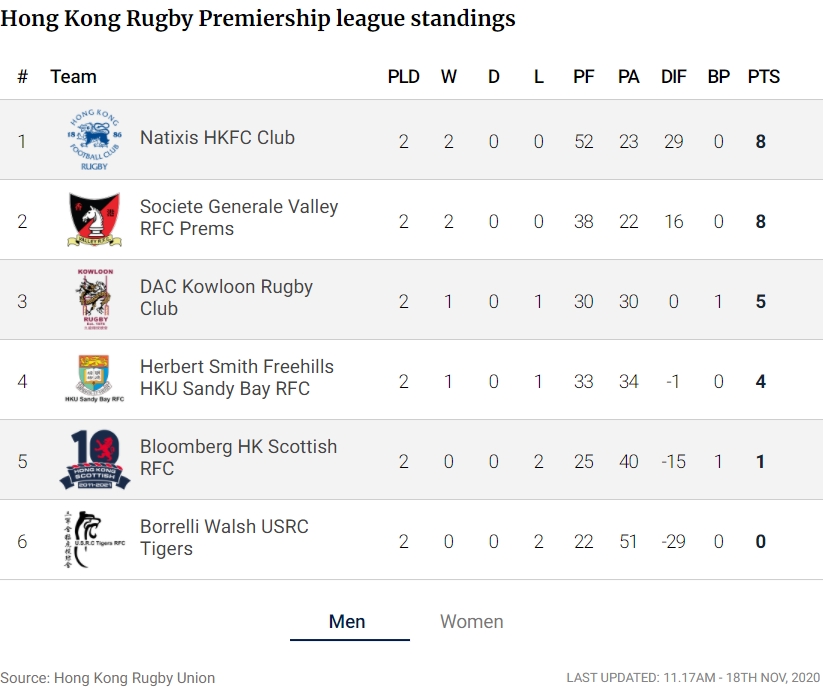 Hong Kong Rugby Premiership league standings
# Team PLD W D L PF PA DIF BP PTS
HONG KONG
18 86
FOOTBALL CLUB
RUGBY
1 Natixis HKFC Club 2 2 0 0 52 23 29 0 8
VALLEY R.F.C.
2 Societe Generale Valley
RFC Prems 2 2 0 0 38 22 16 0 8
KOWLOON
RUGBY
3 DAC Kowloon Rugby
Club 2 1 0 1 30 30 0 1 5
HKU Sandy Bay RFC
4 Herbert Smith Freehills
HKU Sandy Bay RFC 2 1 0 1 33 34 -1 0 4
10
HONG KONG
SCOTTISH
2011-2021
5 Bloomberg HK Scottish
RFC 2 0 0 2 25 40 -15 1 1
U.S.R.C Tigers RFC
6 Borrelli Walsh USRC
Tigers 2 0 0 2 22 51 -29 0 0
Men Women
Source: Hong Kong Rugby Union
LAST UPDATED: 11.17AM - 18TH NOV, 2020